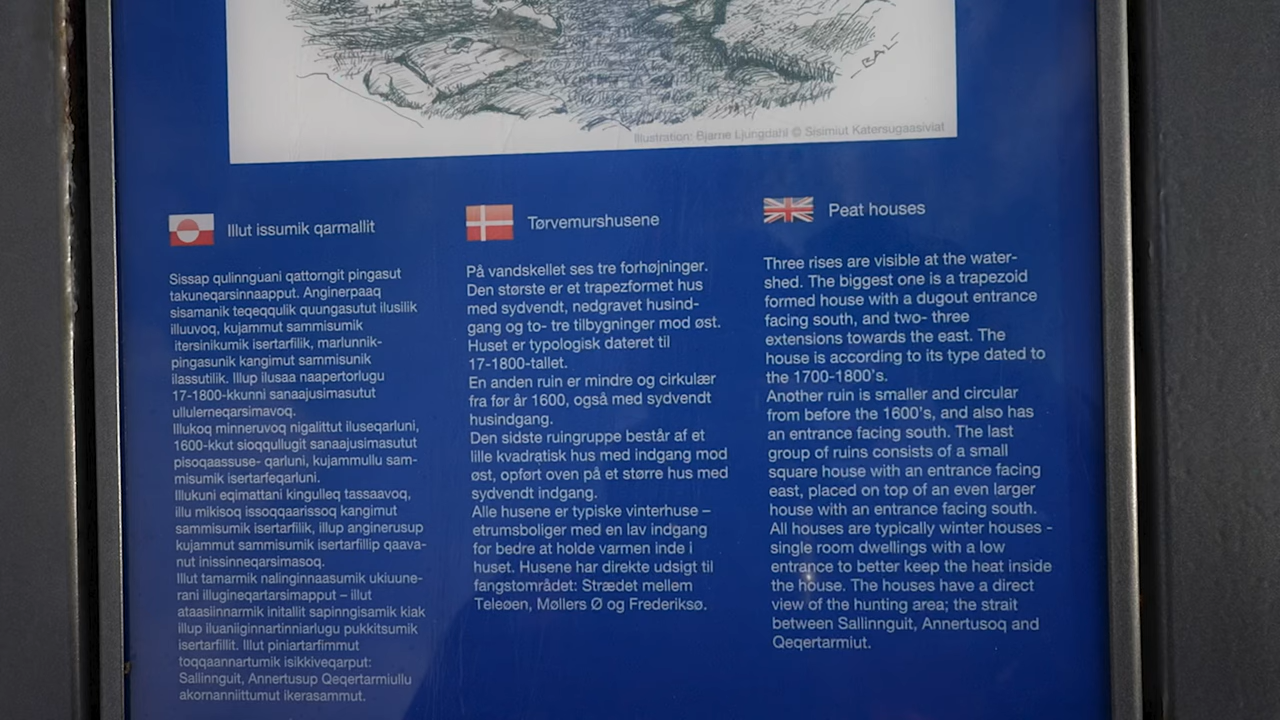 BAL
Illustration: Bjarne Ljungdahl © Sisimiut Katersugaasiviat
Illut issumik qarmallit
Sissap qulinnguani qattorngit pingasut
takuneqarsinnaapput. Anginerpaaq
sisamanik teqeqqulik quungasutut ilusilik
illuuvoq, kujammut sammisumik
itersinikumik isertarfilik, marlunnik-
pingasunik kangimut sammisunik
ilassutilik. Illup ilusaa naapertorlugu
17-1800-kkunni sanaajusimasutut
ullulerneqarsimavoq.
Illukoq minneruvoq nigalittut iluseqarluni,
1600-kkut sioqqullugit sanaajusimasutut
pisoqaassuse- qarluni, kujammullu sam-
misumik isertarfeqarluni.
Illukuni eqimattani kingulleq tassaavoq,
illu mikisoq issoqqaarissoq kangimut
sammisumik isertarfilik, illup anginerusup
kujammut sammisumik isertarfillip qaava-
nut inissinneqarsimasoq.
Illut tamarmik nalinginnaasumik ukiuune-
rani illugineqartarsimapput – illut
ataasiinnarmik initallit sapinngisamik kiak
illup iluaniiginnartinniarlugu pukkitsumik
isertarfillit. Illut piniartarfimmut
toqqaannartumik isikkiveqarput:
Sallinnguit, Annertusup Qeqertarmiullu
akornanniittumut ikerasammut.
Tørvemurshusene
På vandskellet ses tre forhøjninger.
Den største er et trapezformet hus
med sydvendt, nedgravet husind-
gang og to- tre tilbygninger mod øst.
Huset er typologisk dateret til
17-1800-tallet.
En anden ruin er mindre og cirkulær
fra før år 1600, også med sydvendt
husindgang.
Den sidste ruingruppe består af et
lille kvadratisk hus med indgang mod
øst, opført oven på et større hus med
sydvendt indgang.
Alle husene er typiske vinterhuse –
etrumsboliger med en lav indgang
for bedre at holde varmen inde i
huset. Husene har direkte udsigt til
fangstområdet: Strædet mellem
Teleøen, Møllers Ø og Frederiksø.
Peat houses
Three rises are visible at the water-
shed. The biggest one is a trapezoid
formed house with a dugout entrance
facing south, and two- three
extensions towards the east. The
house is according to its type dated to
the 1700-1800's.
Another ruin is smaller and circular
from before the 1600's, and also has
an entrance facing south. The last
group of ruins consists of a small
square house with an entrance facing
east, placed on top of an even larger
house with an entrance facing south.
All houses are typically winter houses -
single room dwellings with a low
entrance to better keep the heat inside
the house. The houses have a direct
view of the hunting area; the strait
between Sallinnguit, Annertusoq and
Qeqertarmiut.